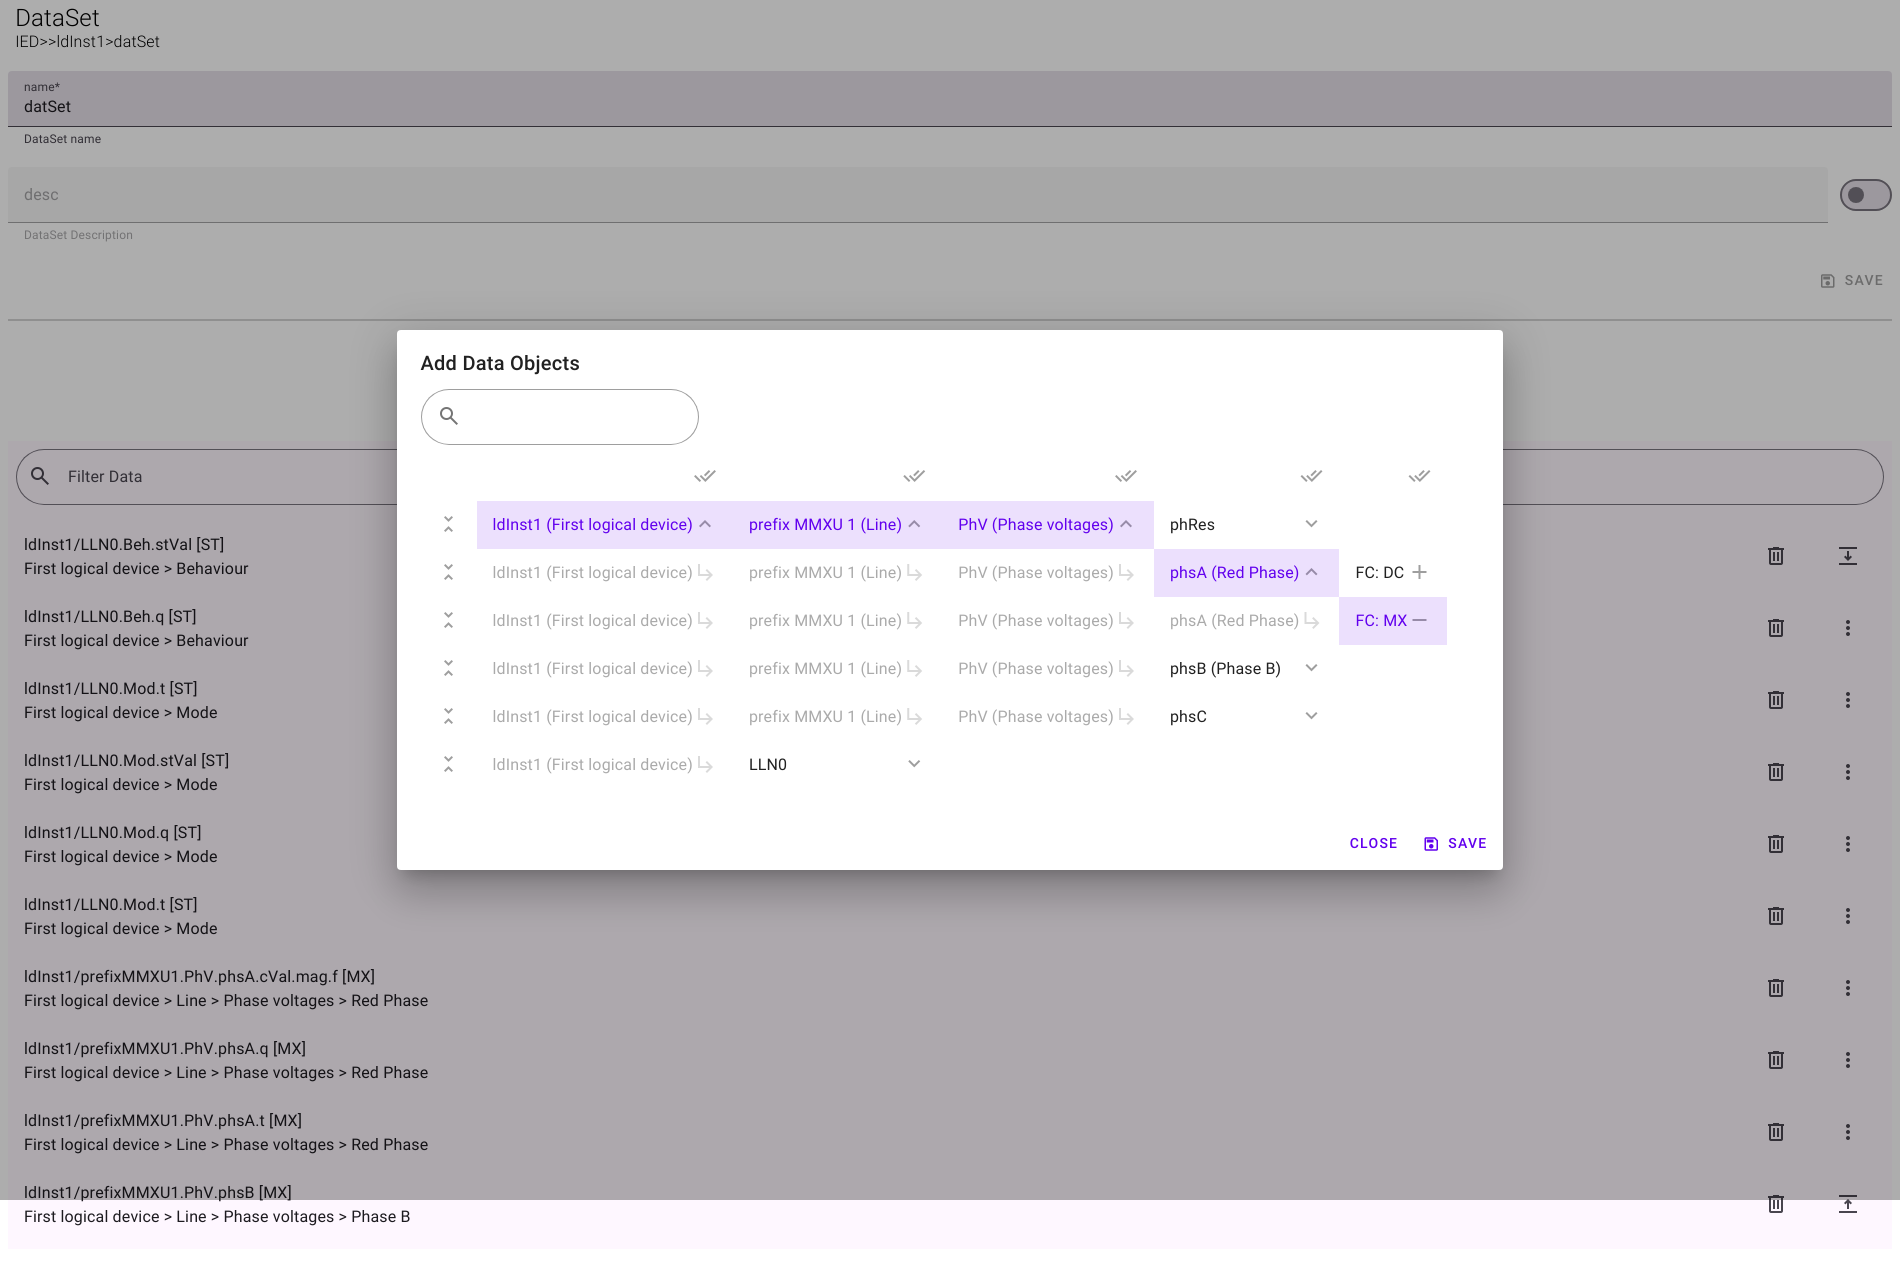 DataSet
IED>>ldInst1>datSet
name*
datSet
DataSet name
desc
DataSet Description
SAVE
Add Data Objects
Filter Data
ldInst1 (First logical device) prefix MMXU 1 (Line) PhV (Phase voltages) phRes
ldInst1 (First logical device) prefix MMXU 1 (Line) PhV (Phase voltages) phsA (Red Phase) FC: DC
ldInst1 (First logical device) prefix MMXU 1 (Line) PhV (Phase voltages) phsA (Red Phase) FC: MX
ldInst1 (First logical device) prefix MMXU 1 (Line) PhV (Phase voltages) phsB (Phase B)
ldInst1 (First logical device) prefix MMXU 1 (Line) PhV (Phase voltages) phsC
ldInst1 (First logical device) LLN0
CLOSE SAVE
ldInst1/LLN0.Beh.stVal [ST]
First logical device > Behaviour
ldInst1/LLN0.Beh.q [ST]
First logical device > Behaviour
ldInst1/LLN0.Mod.t [ST]
First logical device > Mode
ldInst1/LLN0.Mod.stVal [ST]
First logical device > Mode
ldInst1/LLN0.Mod.q [ST]
First logical device > Mode
ldInst1/LLN0.Mod.t [ST]
First logical device > Mode
ldInst1/prefixMMXU1.PhV.phsA.cVal.mag.f [MX]
First logical device > Line > Phase voltages > Red Phase
ldInst1/prefixMMXU1.PhV.phsA.q [MX]
First logical device > Line > Phase voltages > Red Phase
ldInst1/prefixMMXU1.PhV.phsA.t [MX]
First logical device > Line > Phase voltages > Red Phase
ldInst1/prefixMMXU1.PhV.phsB [MX]
First logical device > Line > Phase voltages > Phase B